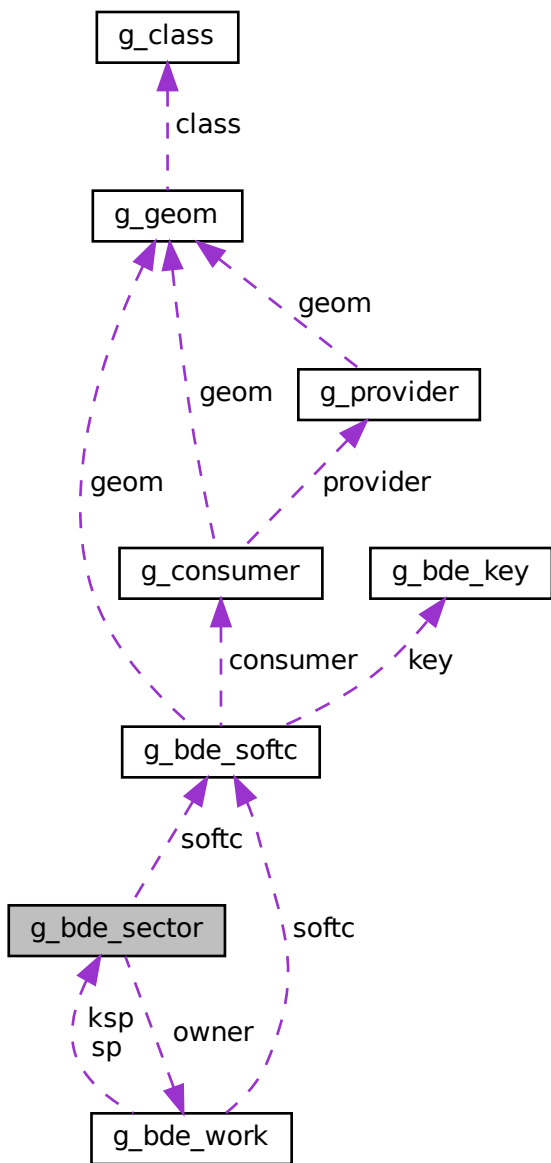 g_class
class
g_geom
geom
g_provider
geom
geom
provider
g_consumer
g_bde_key
consumer
key
g_bde_softc
softc
g_bde_sector
softc
ksp
sp
owner
g_bde_work